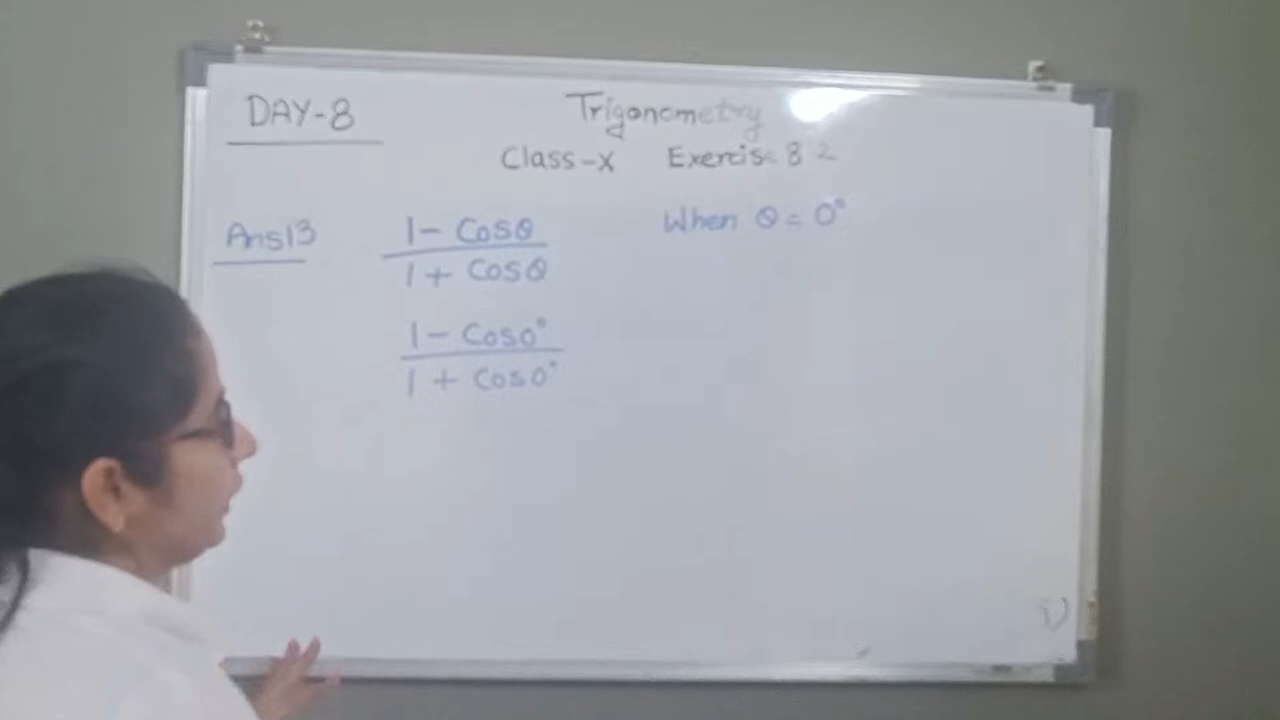 DAY-8
Trigonometry
Class-X Exercise 8.2
Ans13
1 - Cosθ
1 + Cosθ
When θ = 0°
1 - Cos0°
1 + Cos0°